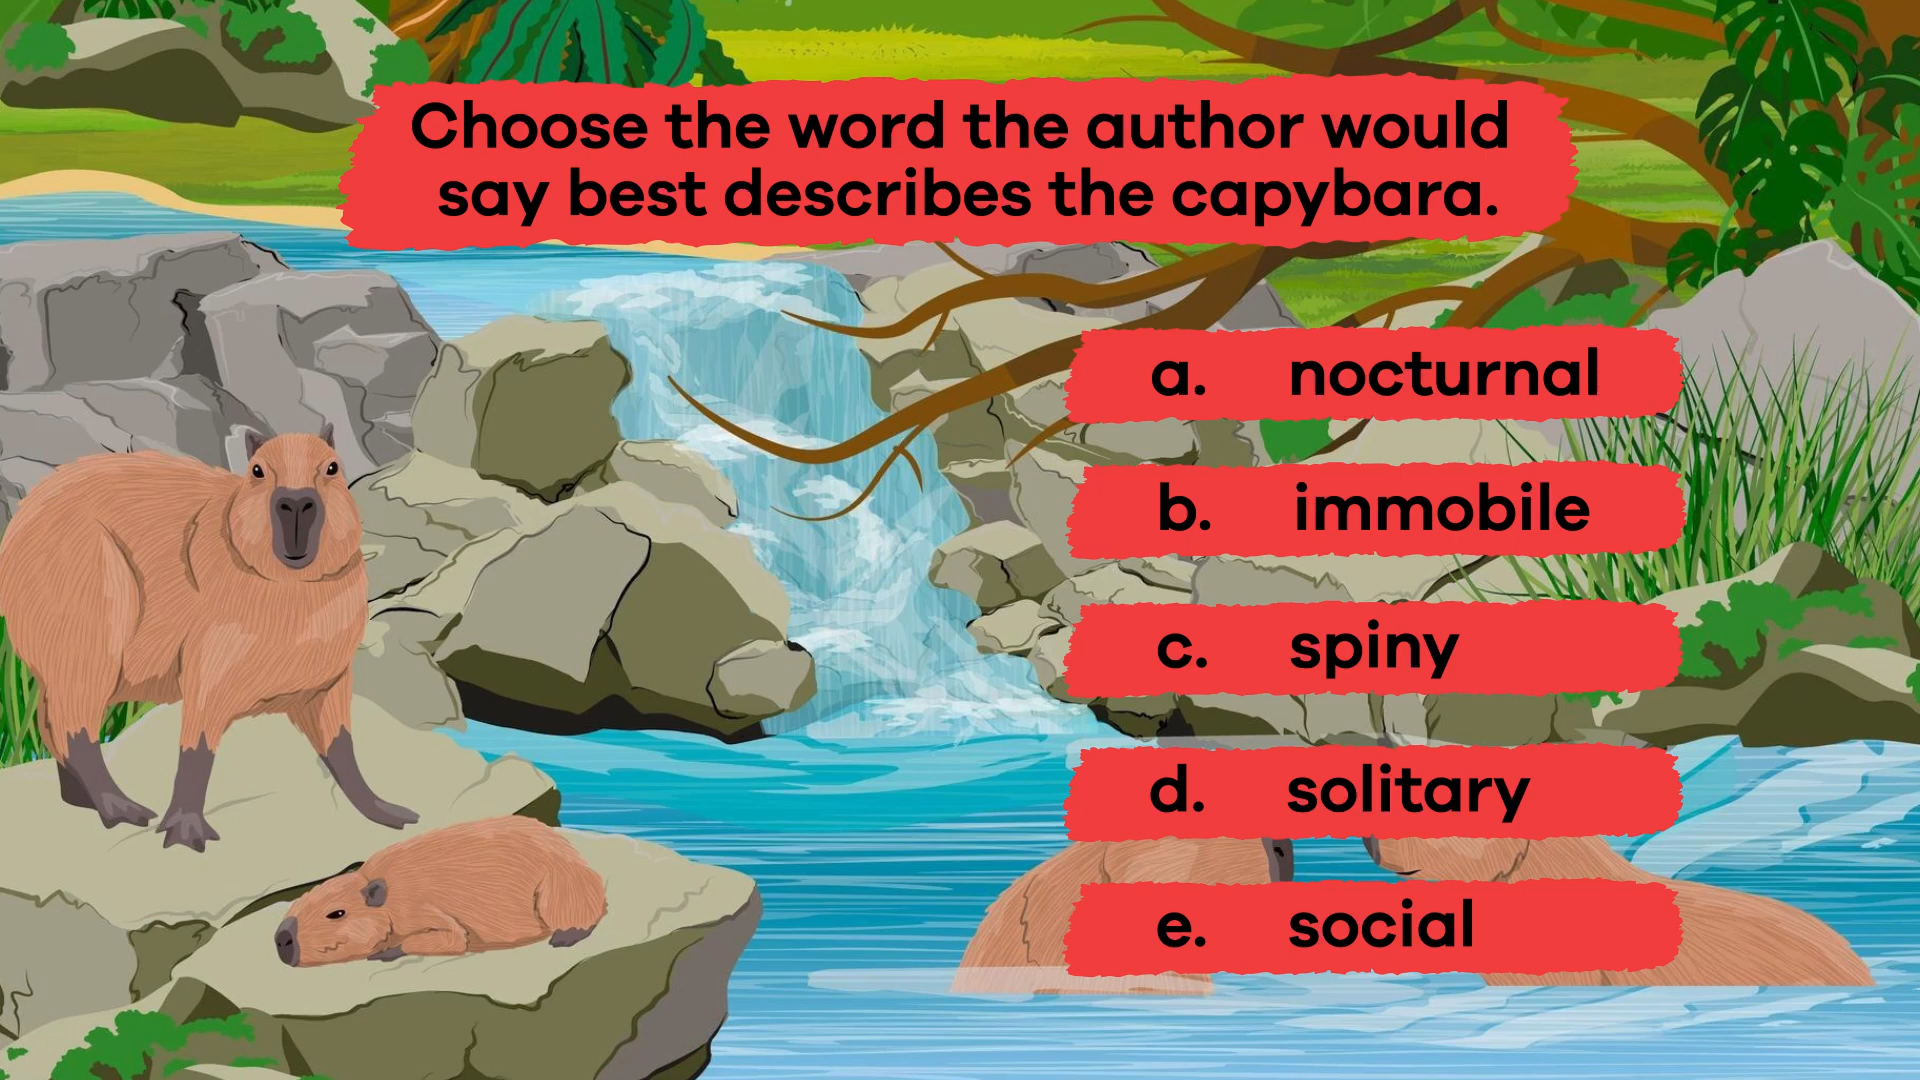 Choose the word the author would
say best describes the capybara.
a. nocturnal
b. immobile
c. spiny
d. solitary
e. social